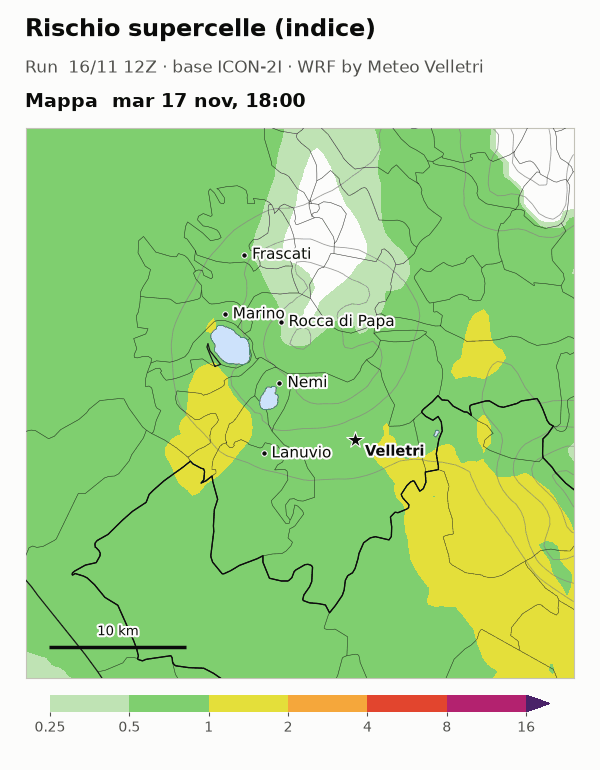 Rischio supercelle (indice)
Run  16/11 12Z · base ICON-2I · WRF by Meteo Velletri
Mappa  mar 17 nov, 18:00
Frascati
Marino
Rocca di Papa
Nemi
Velletri
Lanuvio
10 km
0.25 0.5 1 2 4 8 16